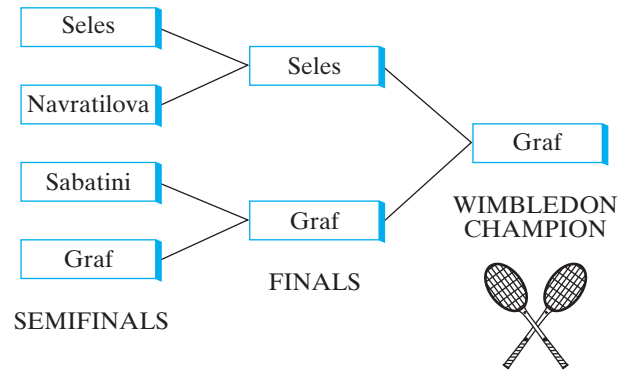 Seles
Navratilova
Sabatini
Graf
SEMIFINALS
Seles
Graf
FINALS
Graf
WIMBLEDON
CHAMPION